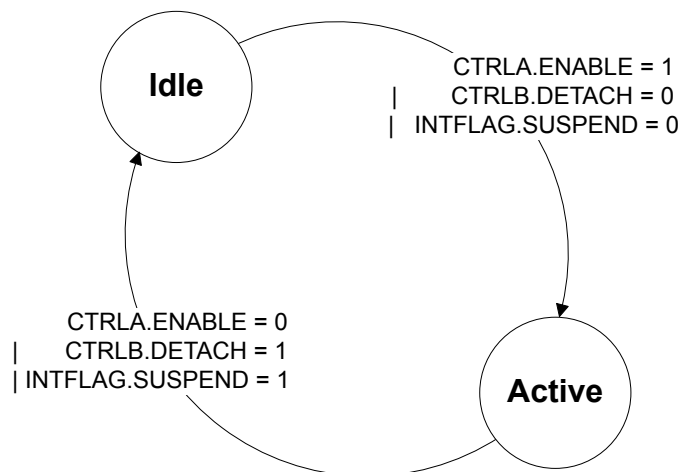 Idle
CTRLA.ENABLE = 1
| CTRLB.DETACH = 0
| INTFLAG.SUSPEND = 0
CTRLA.ENABLE = 0
| CTRLB.DETACH = 1
| INTFLAG.SUSPEND = 1
Active